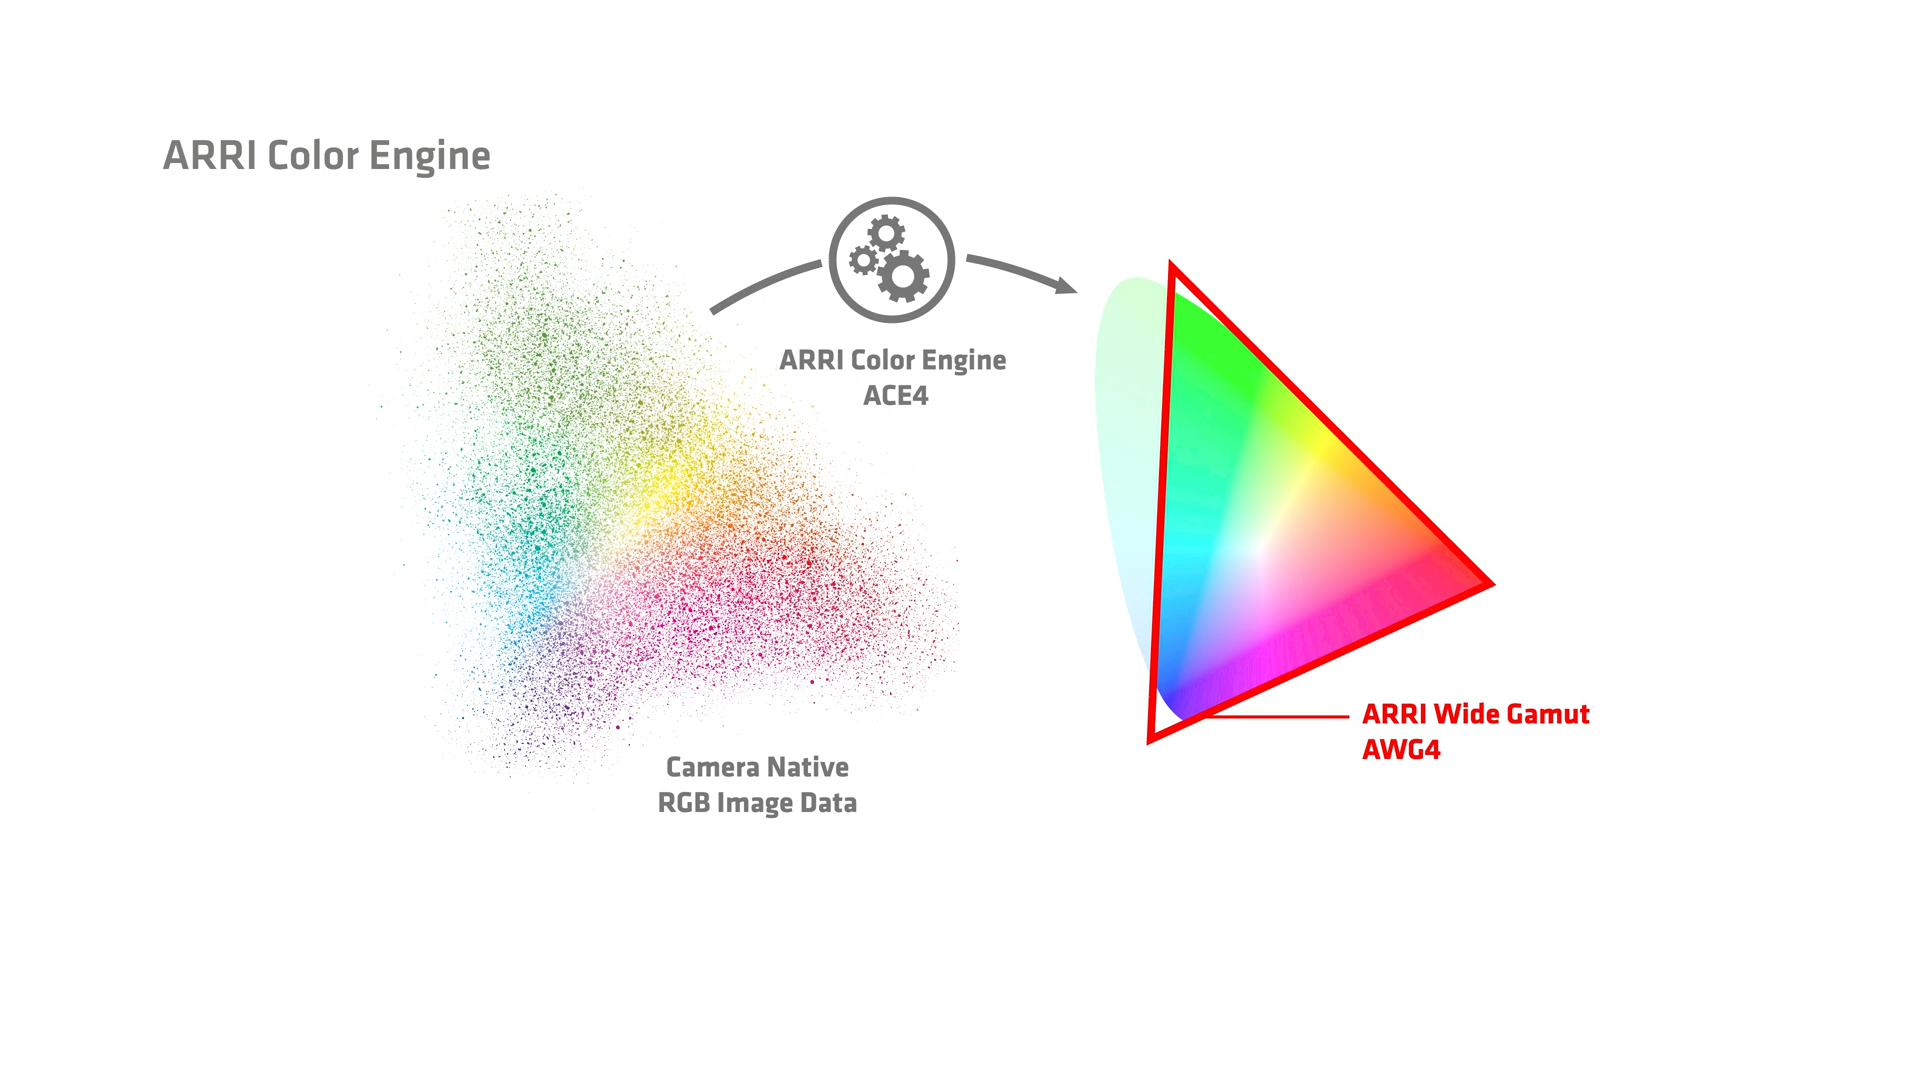 ARRI Color Engine
ARRI Color Engine
ACE4
Camera Native
RGB Image Data
ARRI Wide Gamut
AWG4